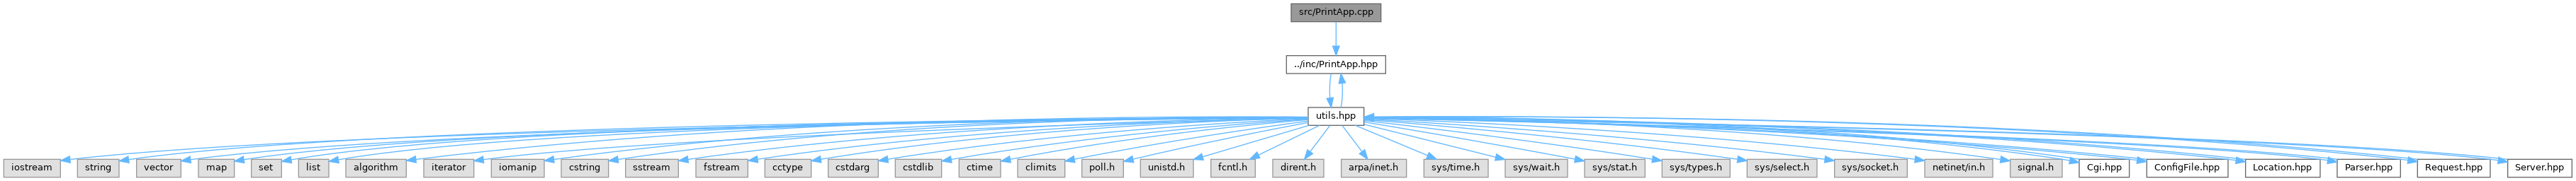 src/PrintApp.cpp
../inc/PrintApp.hpp
utils.hpp
iostream string vector map set list algorithm iterator iomanip cstring sstream fstream cctype cstdarg cstdlib ctime climits poll.h unistd.h fcntl.h dirent.h arpa/inet.h sys/time.h sys/wait.h sys/stat.h sys/types.h sys/select.h sys/socket.h netinet/in.h signal.h Cgi.hpp ConfigFile.hpp Location.hpp Parser.hpp Request.hpp Server.hpp